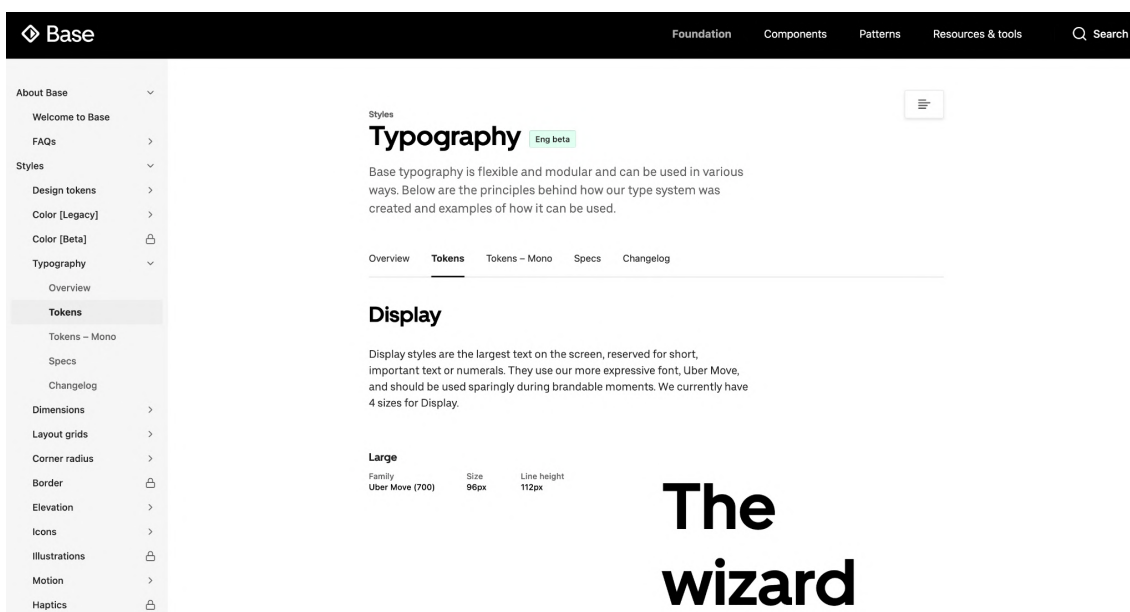 Base
Foundation
Components
Patterns
Resources & tools
Search
About Base
Welcome to Base
FAQs
Styles
Design tokens
Color [Legacy]
Color [Beta]
Typography
Overview
Tokens
Tokens – Mono
Specs
Changelog
Dimensions
Layout grids
Corner radius
Border
Elevation
Icons
Illustrations
Motion
Haptics
Styles
Typography Eng beta
Base typography is flexible and modular and can be used in various
ways. Below are the principles behind how our type system was
created and examples of how it can be used.
Overview Tokens Tokens – Mono Specs Changelog
Display
Display styles are the largest text on the screen, reserved for short,
important text or numerals. They use our more expressive font, Uber Move,
and should be used sparingly during brandable moments. We currently have
4 sizes for Display.
Large
Family Size Line height
Uber Move (700) 96px 112px
The
wizard